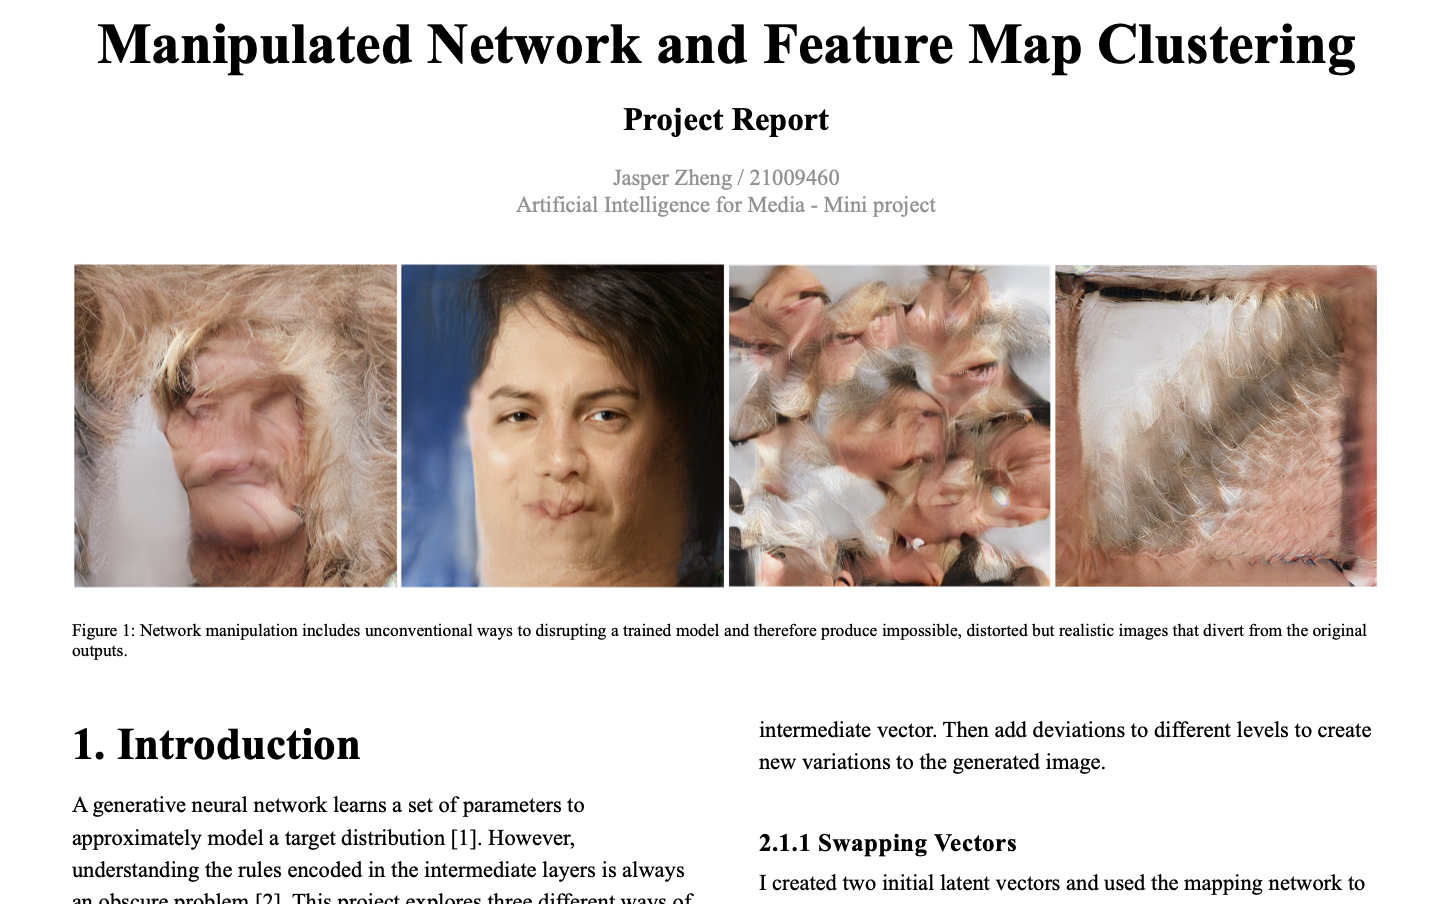 Manipulated Network and Feature Map Clustering
Project Report
Jasper Zheng / 21009460
Artificial Intelligence for Media - Mini project
Figure 1: Network manipulation includes unconventional ways to disrupting a trained model and therefore produce impossible, distorted but realistic images that divert from the original
outputs.
1. Introduction
A generative neural network learns a set of parameters to
approximately model a target distribution [1]. However,
understanding the rules encoded in the intermediate layers is always
an obscure problem [2]. This project explores three different ways of
intermediate vector. Then add deviations to different levels to create
new variations to the generated image.
2.1.1 Swapping Vectors
I created two initial latent vectors and used the mapping network to